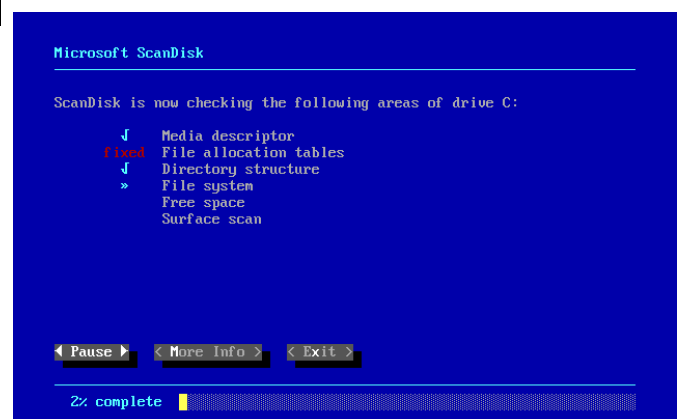 Microsoft ScanDisk
ScanDisk is now checking the following areas of drive C:
√ Media descriptor
fixed File allocation tables
√ Directory structure
» File system
Free space
Surface scan
◄ Pause ► < More Info > < Exit >
2% complete